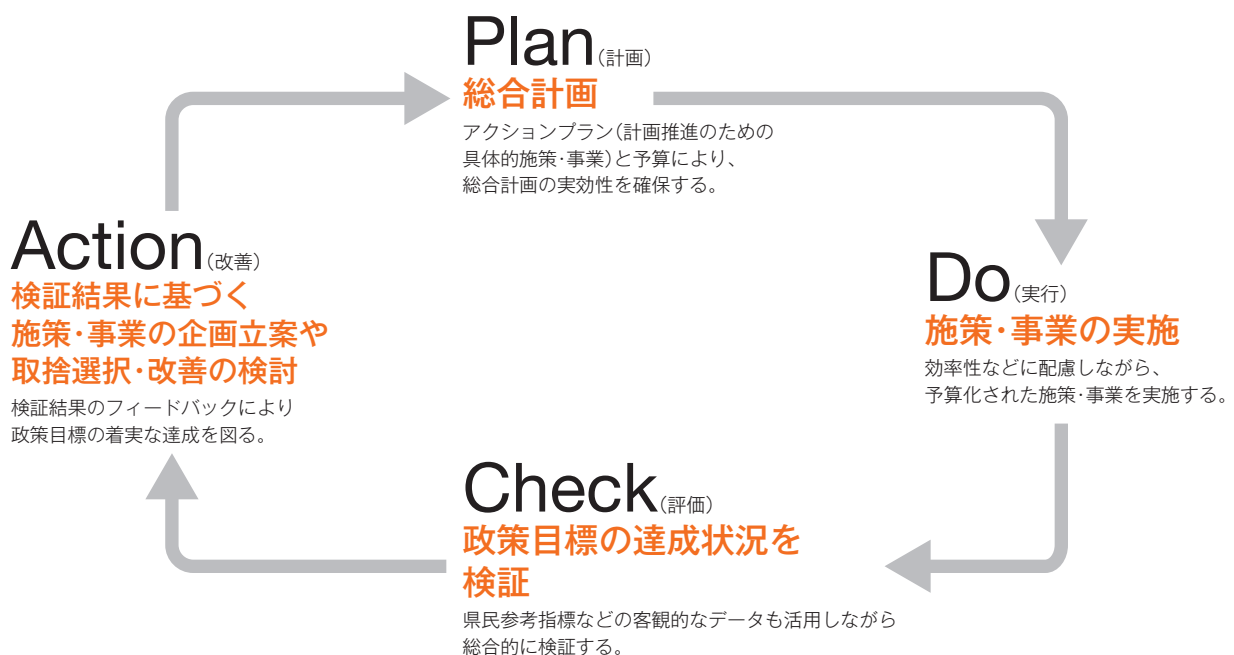 Plan(計画)
総合計画
アクションプラン(計画推進のための
具体的施策・事業)と予算により、
総合計画の実効性を確保する。
Do(実行)
施策・事業の実施
効率性などに配慮しながら、
予算化された施策・事業を実施する。
Check(評価)
政策目標の達成状況を
検証
県民参考指標などの客観的なデータも活用しながら
総合的に検証する。
Action(改善)
検証結果に基づく
施策・事業の企画立案や
取捨選択・改善の検討
検証結果のフィードバックにより
政策目標の着実な達成を図る。